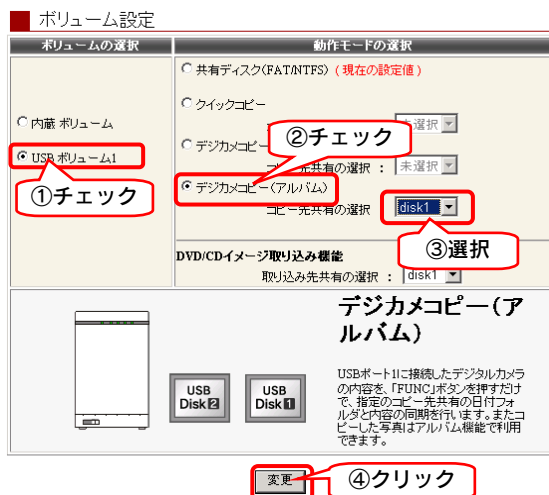 ボリューム設定
ボリュームの選択
動作モードの選択
共有ディスク(FAT/NTFS) (現在の設定値)
クイックコピー
未選択
内蔵 ボリューム
デジカメコピー
②チェック
USB ボリューム1
コピー先共有の選択 : 未選択
①チェック
デジカメコピー(アルバム)
コピー先共有の選択 disk1
③選択
DVD/CDイメージ取り込み機能
取り込み先共有の選択 : disk1
デジカメコピー(ア
ルバム)
USB
Disk2
USB
Disk1
USBポート1に接続したデジタルカメラ
の内容を、「FUNC」ボタンを押すだけ
で、指定のコピー先共有の日付フォ
ルダと内容の同期を行います。またコ
ピーした写真はアルバム機能で利用
できます。
変更
④クリック